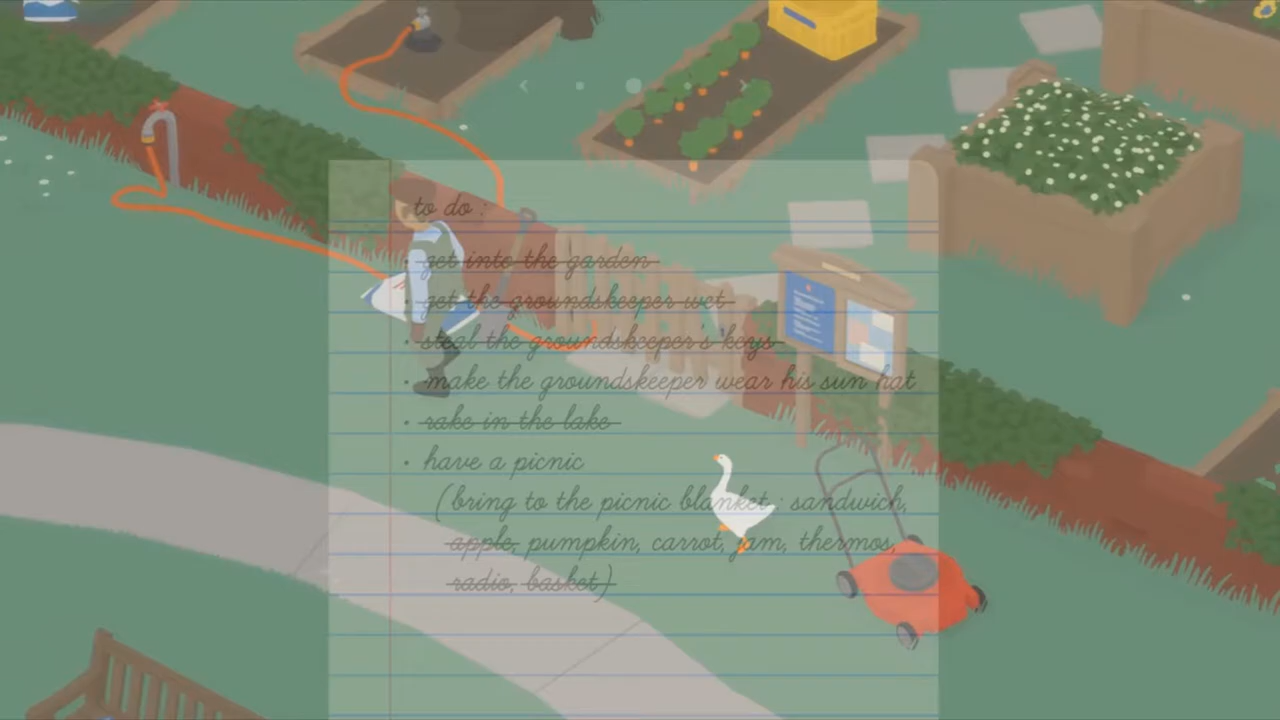 to do :
• get into the garden
• get the groundskeeper wet
• steal the groundskeeper's keys
• make the groundskeeper wear his sun hat
• rake in the lake
• have a picnic
(bring to the picnic blanket : sandwich,
apple, pumpkin, carrot, jam, thermos,
radio, basket)